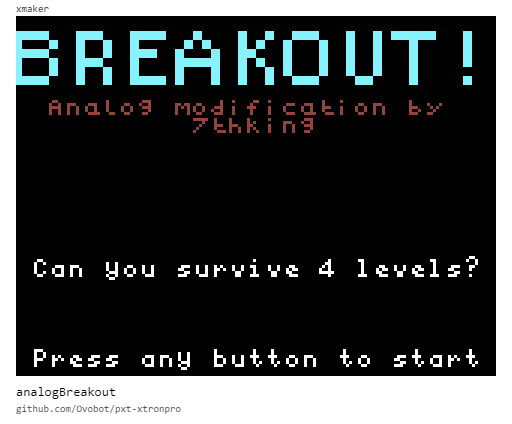 xmaker
BREAKOUT!
Analog modification by
7thking
Can you survive 4 levels?
Press any button to start
analogBreakout
github.com/Ovobot/pxt-xtronpro